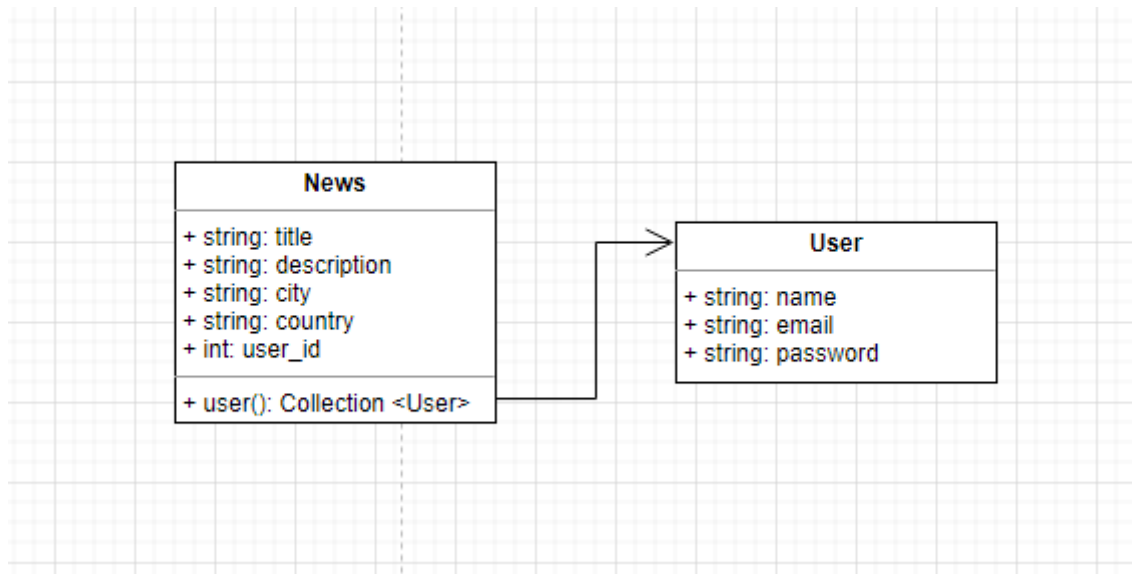 News
+ string: title
+ string: description
+ string: city
+ string: country
+ int: user_id
+ user(): Collection <User>
User
+ string: name
+ string: email
+ string: password